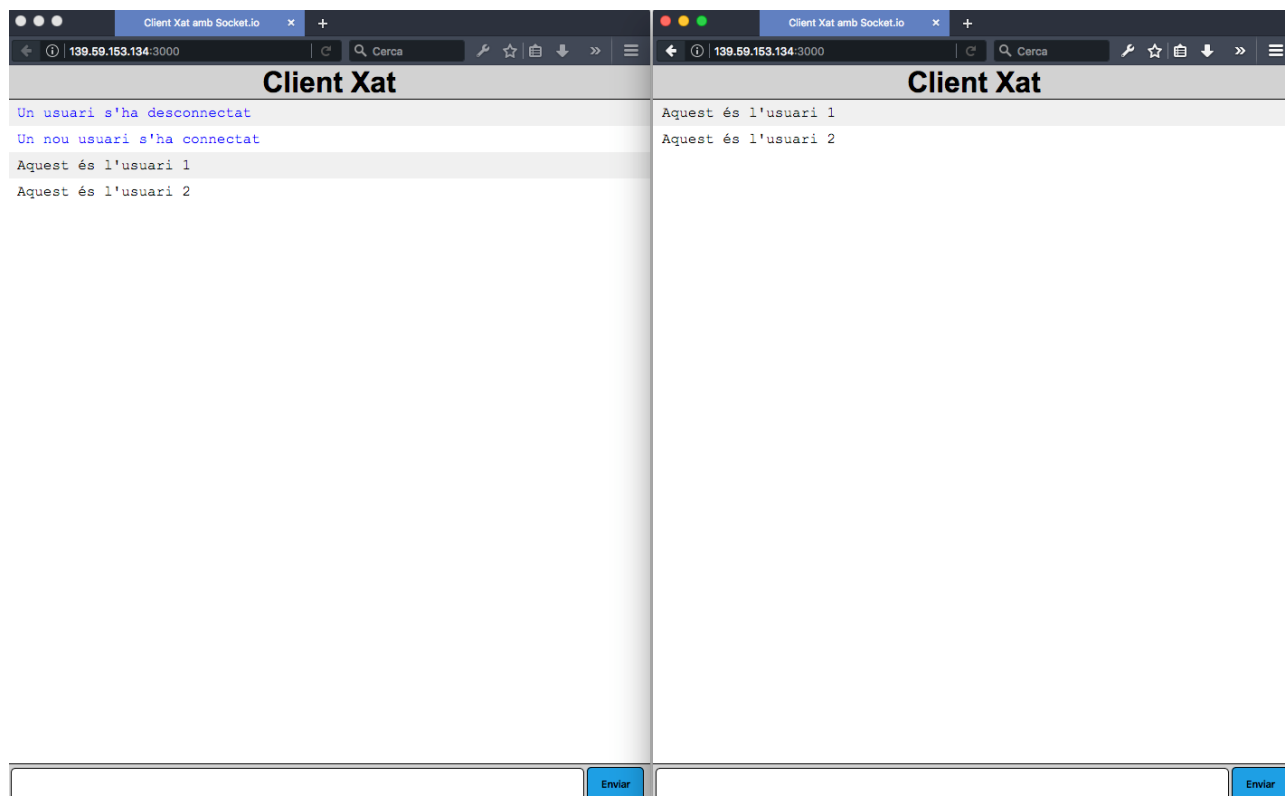 Client Xat amb Socket.io × +
139.59.153.134:3000 Cerca
Client Xat
Un usuari s'ha desconnectat
Un nou usuari s'ha connectat
Aquest és l'usuari 1
Aquest és l'usuari 2
Enviar
Client Xat amb Socket.io × +
139.59.153.134:3000 Cerca
Client Xat
Aquest és l'usuari 1
Aquest és l'usuari 2
Enviar